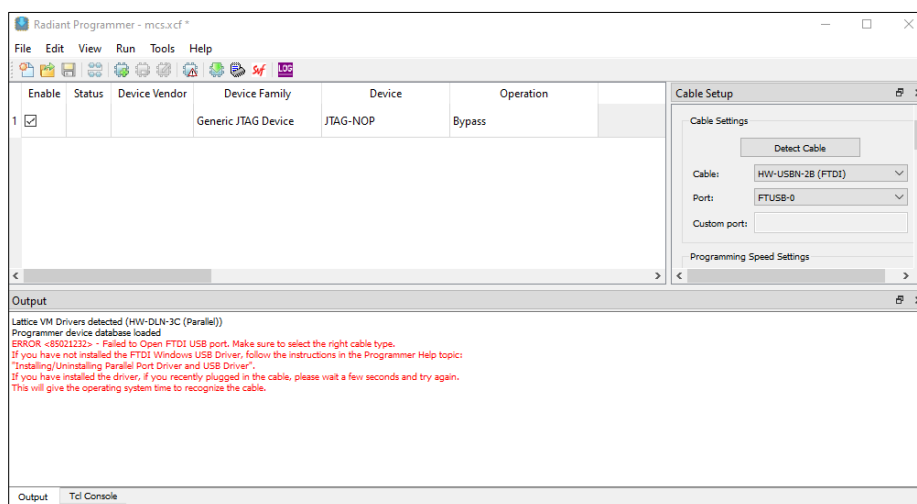 Radiant Programmer - mcs.xcf *
File Edit View Run Tools Help
Svf LOG
Enable Status Device Vendor Device Family Device Operation
1 Generic JTAG Device JTAG-NOP Bypass
Cable Setup
Cable Settings
Detect Cable
Cable: HW-USBN-2B (FTDI)
Port: FTUSB-0
Custom port:
Programming Speed Settings
Output
Lattice VM Drivers detected (HW-DLN-3C (Parallel))
Programmer device database loaded
ERROR <85021232> - Failed to Open FTDI USB port. Make sure to select the right cable type.
If you have not installed the FTDI Windows USB Driver, follow the instructions in the Programmer Help topic:
"Installing/Uninstalling Parallel Port Driver and USB Driver".
If you have installed the driver, if you recently plugged in the cable, please wait a few seconds and try again.
This will give the operating system time to recognize the cable.
Output Tcl Console